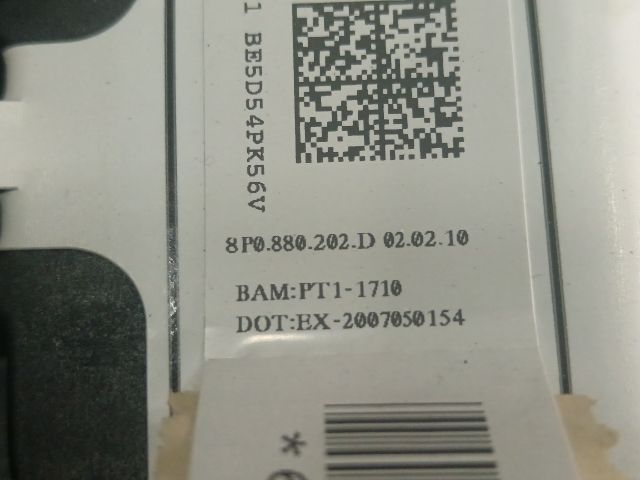 1 BE5D54PK56V
8P0.880.202.D 02.02.10
BAM:PT1-1710
DOT:EX-2007050154
*